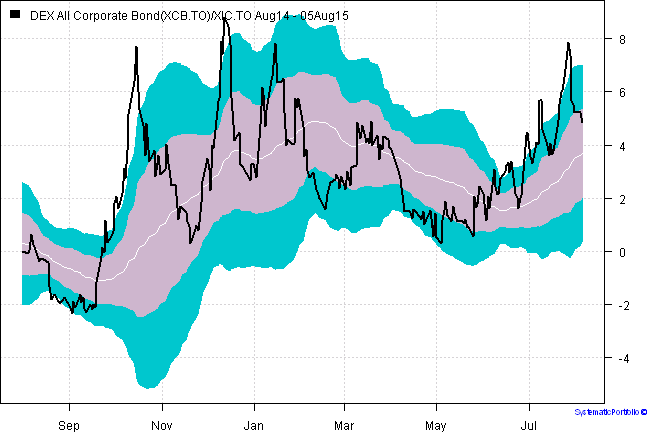 DEX All Corporate Bond(XCB.TO)/XIC.TO Aug14 - 05Aug15
8
6
4
2
0
-2
-4
Sep Nov Jan Mar May Jul
SystematicPortfolio ©